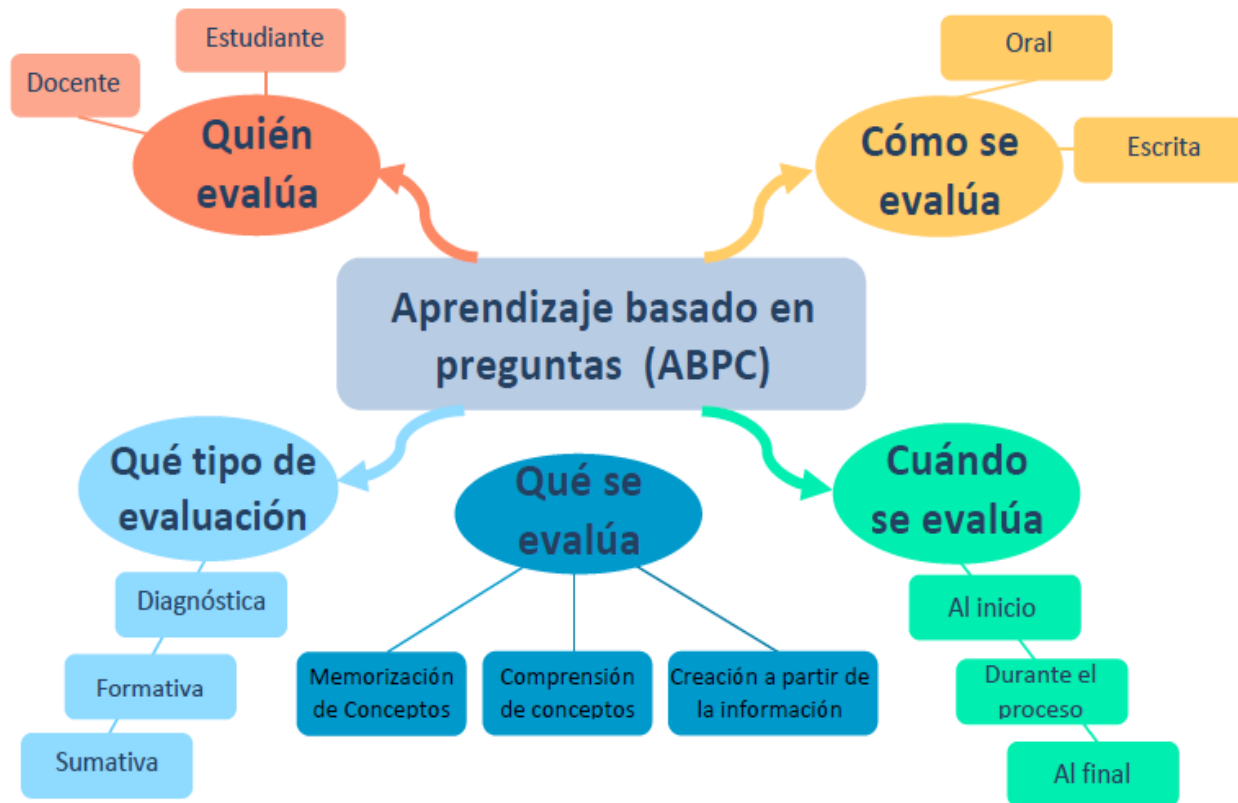 Estudiante
Docente
Quién
evalúa
Oral
Escrita
Cómo se
evalúa
Aprendizaje basado en
preguntas (ABPC)
Qué tipo de
evaluación
Diagnóstica
Formativa
Sumativa
Qué se
evalúa
Memorización
de Conceptos
Comprensión
de conceptos
Creación a partir de
la información
Cuándo
se evalúa
Al inicio
Durante el
proceso
Al final